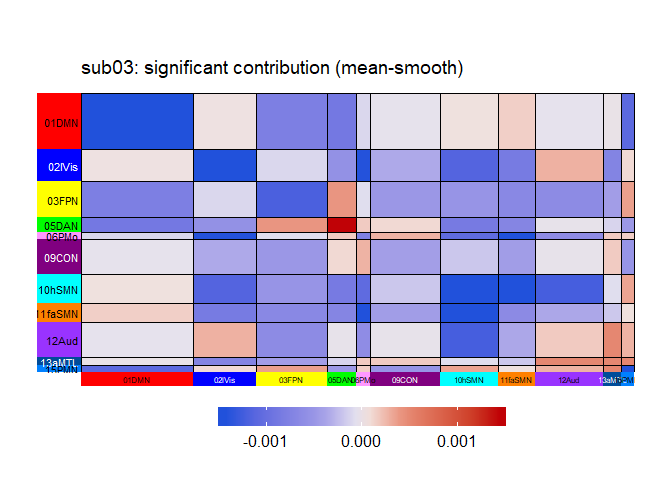 sub03: significant contribution (mean-smooth)
01DMN
02lVis
03FPN
05DAN
06PMo
09CON
10hSMN
11faSMN
12Aud
13aMTL
15PMN
01DMN
02lVis
03FPN
05DAN
06PMo
09CON
10hSMN
11faSMN
12Aud
-0.001
0.000
0.001